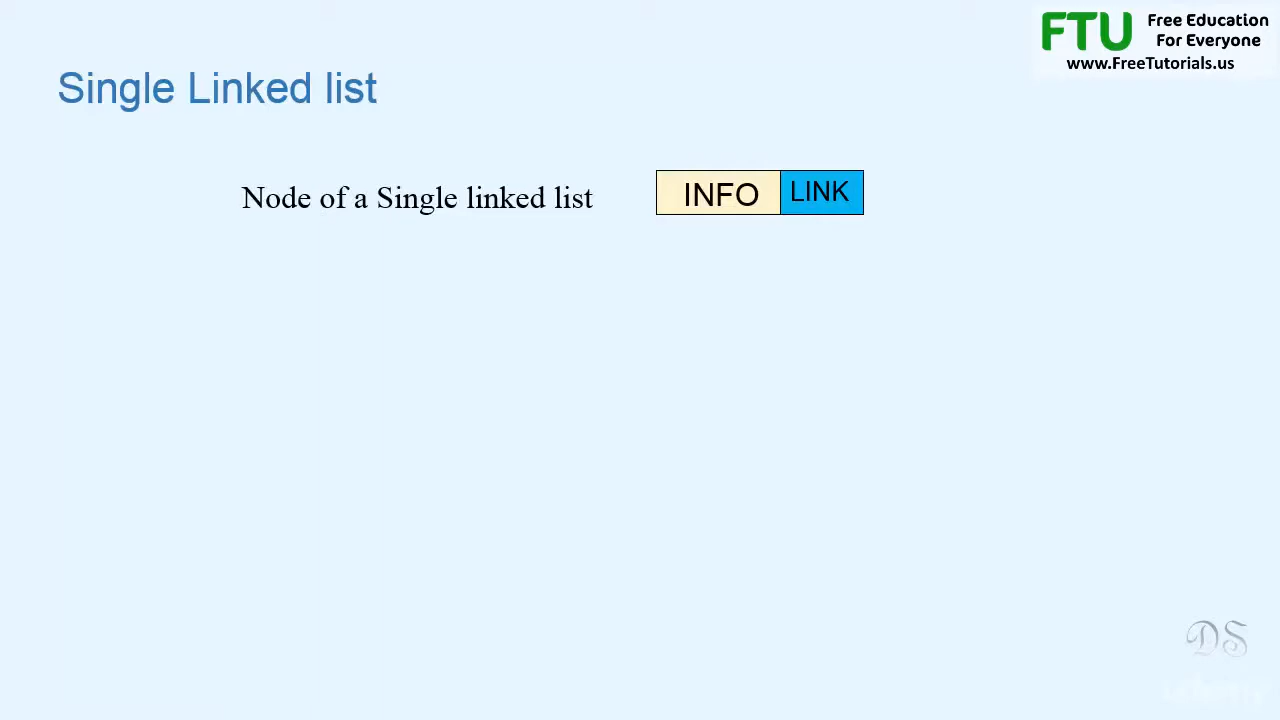 FTU Free Education
For Everyone
www.FreeTutorials.us
Single Linked list
Node of a Single linked list INFO LINK
DS